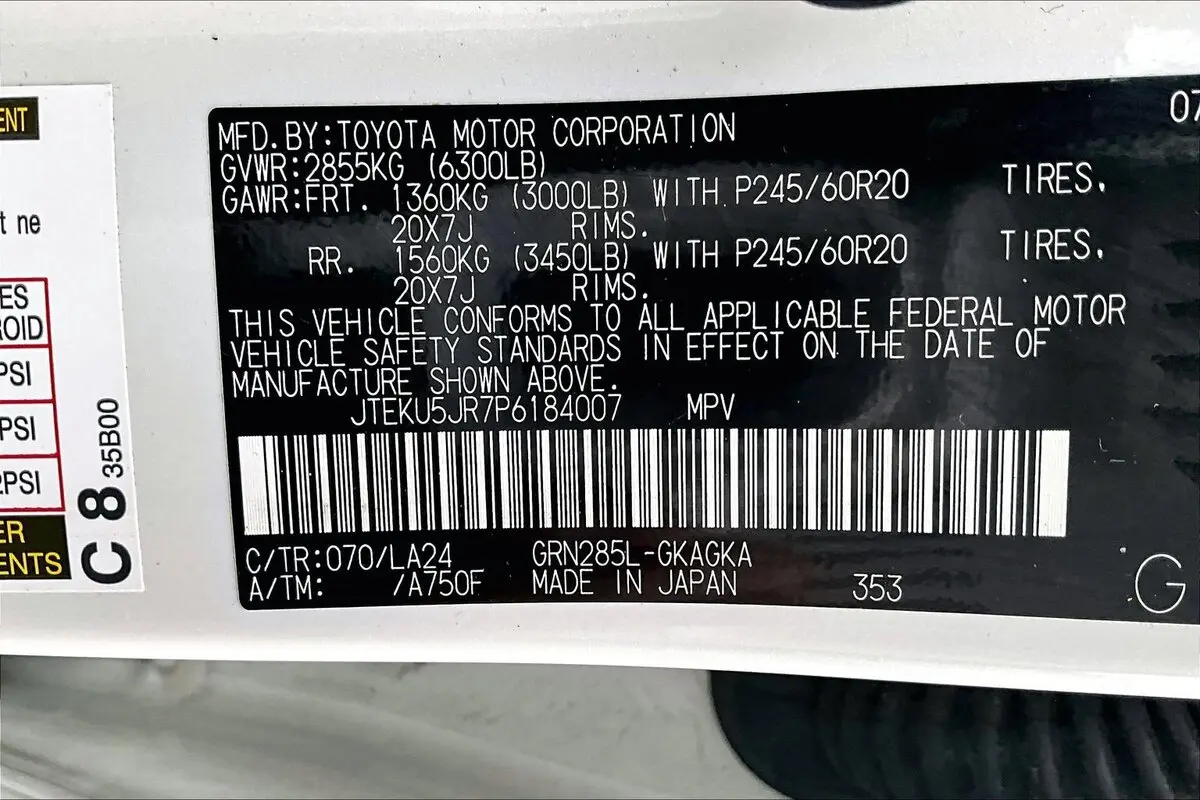 07
MFD. BY: TOYOTA MOTOR CORPORATION
GVWR: 2855KG (6300LB)
GAWR: FRT. 1360KG (3000LB) WITH P245/60R20 TIRES.
20X7J RIMS.
RR. 1560KG (3450LB) WITH P245/60R20 TIRES.
20X7J RIMS.
THIS VEHICLE CONFORMS TO ALL APPLICABLE FEDERAL MOTOR
VEHICLE SAFETY STANDARDS IN EFFECT ON THE DATE OF
MANUFACTURE SHOWN ABOVE.
JTEKU5JR7P6184007 MPV
C/TR: 070/LA24 GRN285L-GKAGKA
A/TM: /A750F MADE IN JAPAN 353 G
ENT
t ne
ES
ROID
PSI
PSI
2PSI
ER
ENTS
C 8 35B00